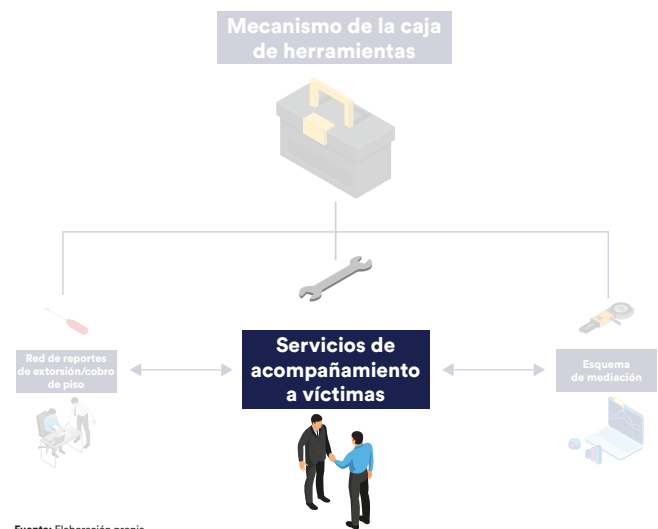 Mecanismo de la caja
de herramientas
Red de reportes
de extorsión/cobro
de piso
Servicios de
acompañamiento
a víctimas
Esquema
de mediación
Fuente: Elaboración propia